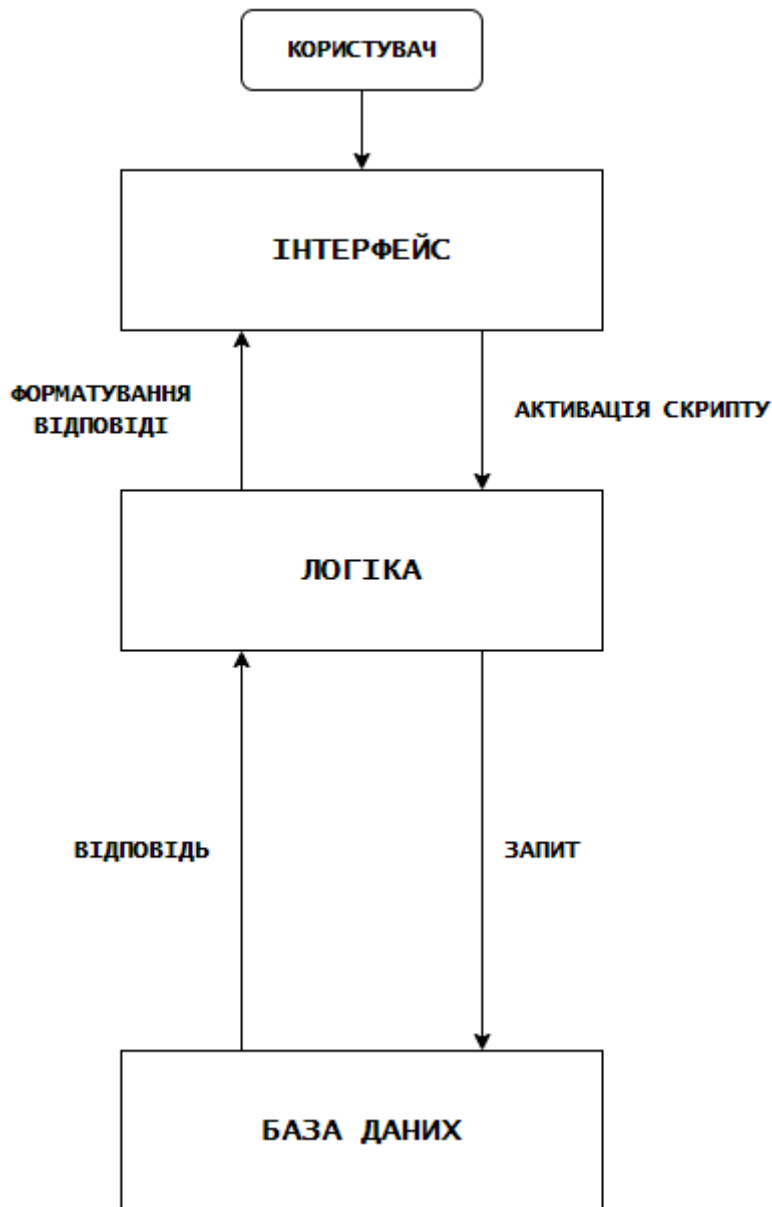 КОРИСТУВАЧ
ІНТЕРФЕЙС
ФОРМАТУВАННЯ
ВІДПОВІДІ
АКТИВАЦІЯ СКРИПТУ
ЛОГІКА
ВІДПОВІДЬ
ЗАПИТ
БАЗА ДАНИХ